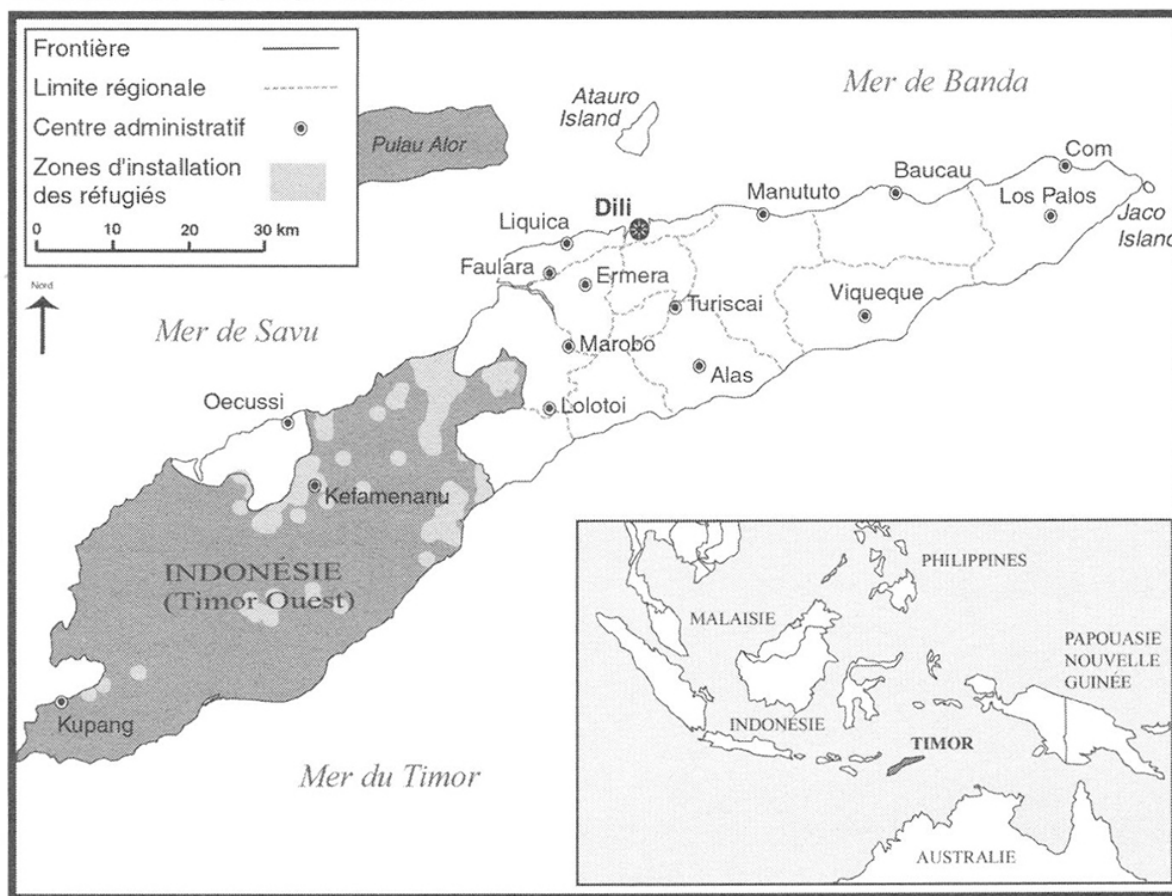 Frontière
Limite régionale
Centre administratif
Zones d'installation
des réfugiés
0 10 20 30 km
Nord
Mer de Banda
Atauro
Island
Pulau Alor
Com
Baucau
Los Palos
Manututo
Jaco
Island
Dili
Liquica
Faulara
Ermera
Turiscai
Viqueque
Mer de Savu
Marobo
Alas
Oecussi
Lolotoi
Kefamenanu
INDONÉSIE
(Timor Ouest)
Kupang
Mer du Timor
PHILIPPINES
MALAISIE
PAPOUASIE
NOUVELLE
GUINÉE
INDONÉSIE
TIMOR
AUSTRALIE